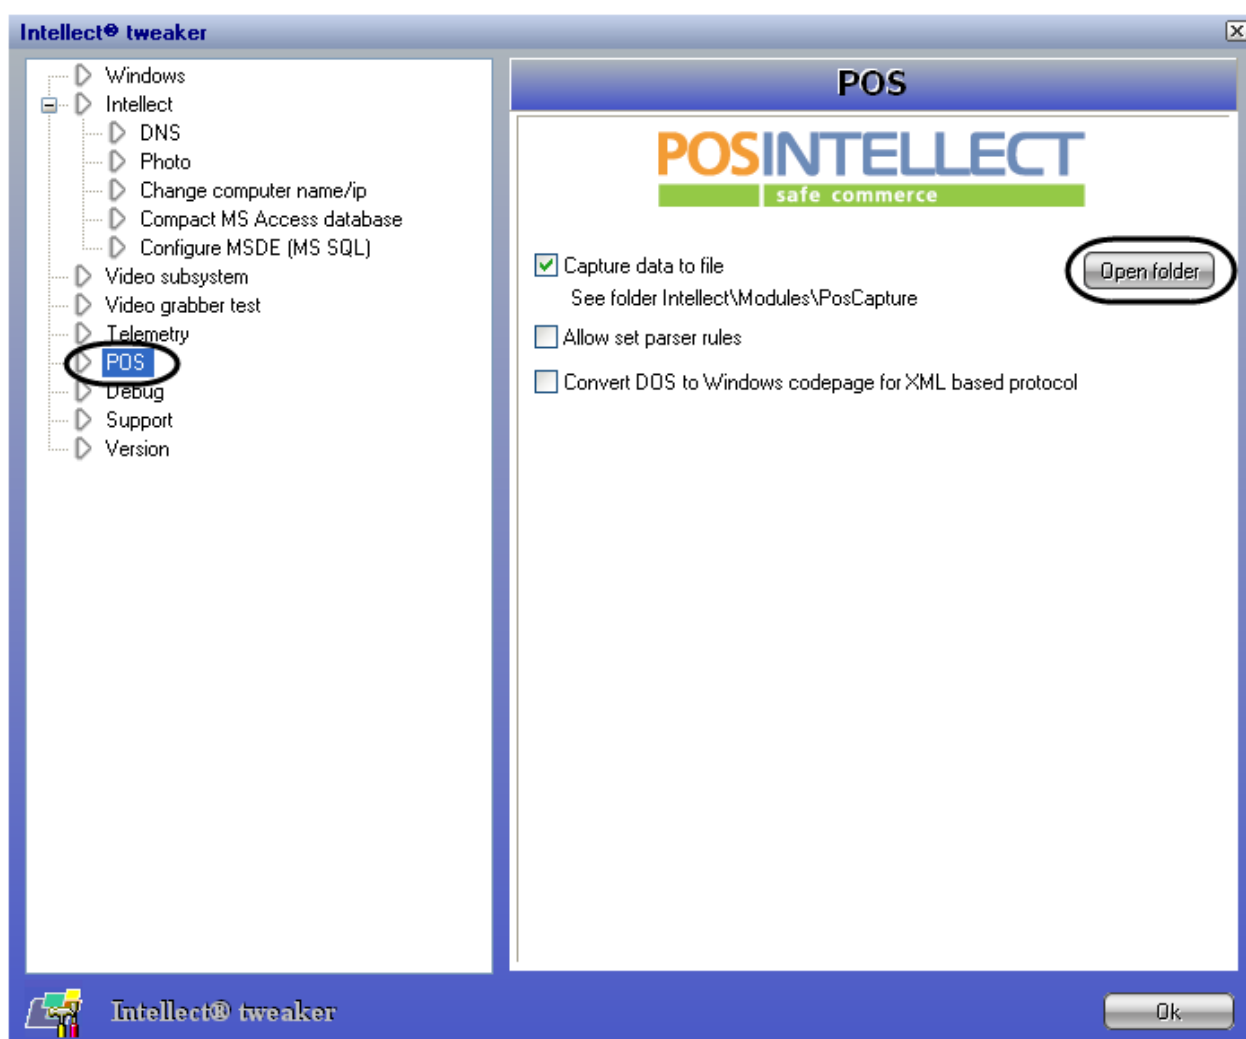 Intellect® tweaker
Windows
Intellect
DNS
Photo
Change computer name/ip
Compact MS Access database
Configure MSDE (MS SQL)
Video subsystem
Video grabber test
Telemetry
POS
Debug
Support
Version
POS
POSINTELLECT
safe commerce
Capture data to file
Open folder
See folder Intellect\Modules\PosCapture
Allow set parser rules
Convert DOS to Windows codepage for XML based protocol
Intellect® tweaker
Ok